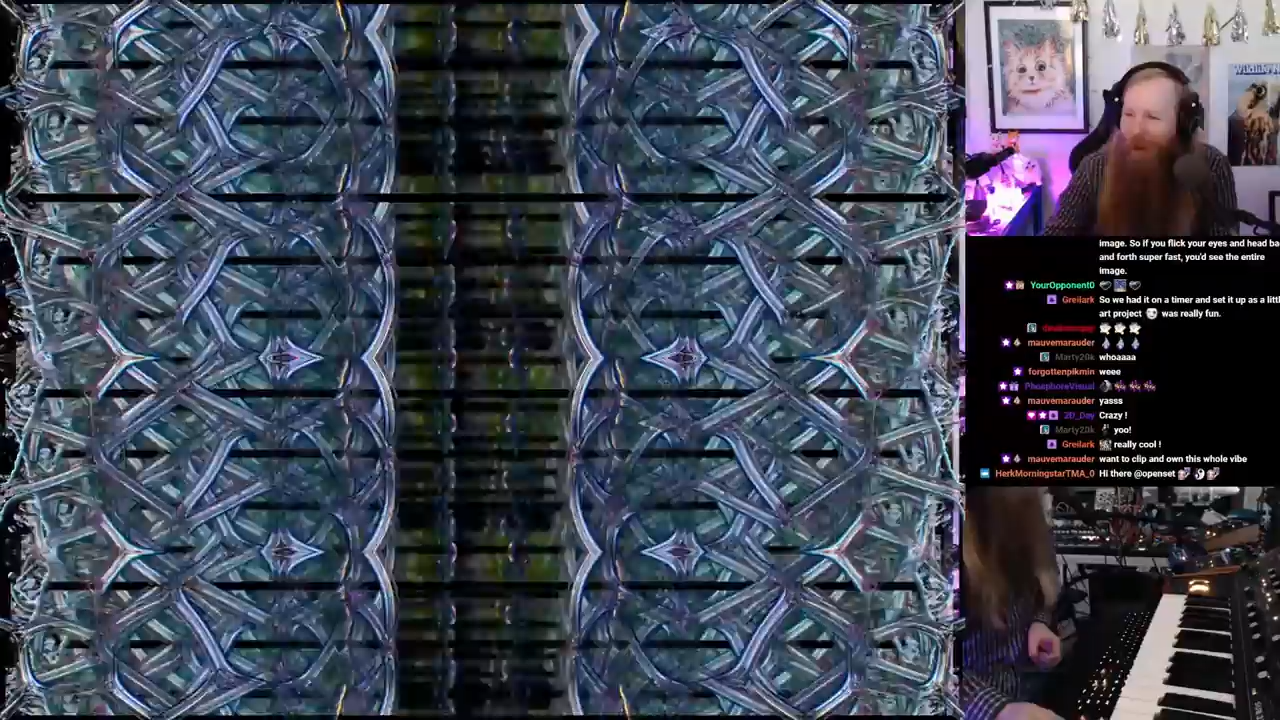 WildLife
image. So if you flick your eyes and head ba
and forth super fast, you'd see the entire
image.
YourOpponent0
Greilark So we had it on a timer and set it up as a littl
art project was really fun.
mauvemarauder
Marty20k whoaaaa
forgottenpikmin weee
PhosphoreVisual
mauvemarauder yasss
2D_Day Crazy !
Marty20k yoo!
Greilark really cool !
mauvemarauder want to clip and own this whole vibe
HerkMorningstarTMA_0 Hi there @openset